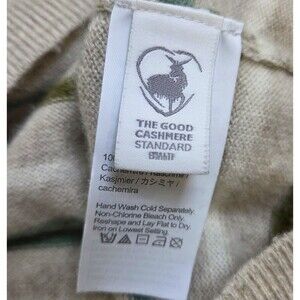 THE GOOD
CASHMERE
STANDARD
Kasjmier / カシミヤ /
cachemira
Hand Wash Cold Separately.
Non-Chlorine Bleach Only.
Reshape and Lay Flat to Dry.
Iron on Lowest Setting.